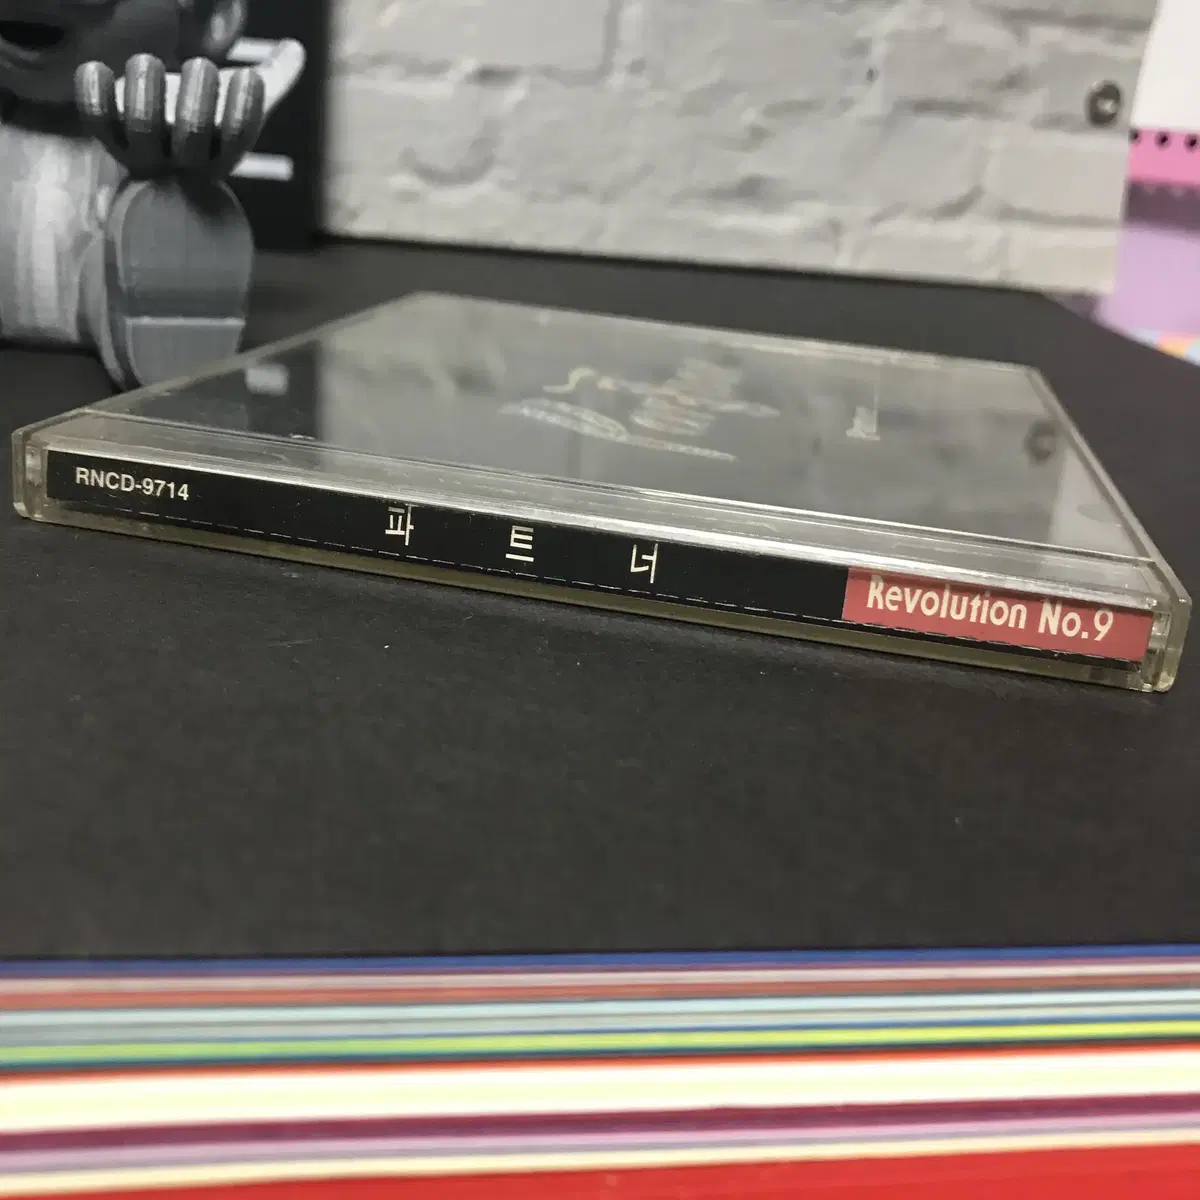 RNCD-9714
파 트 너
Revolution No.9